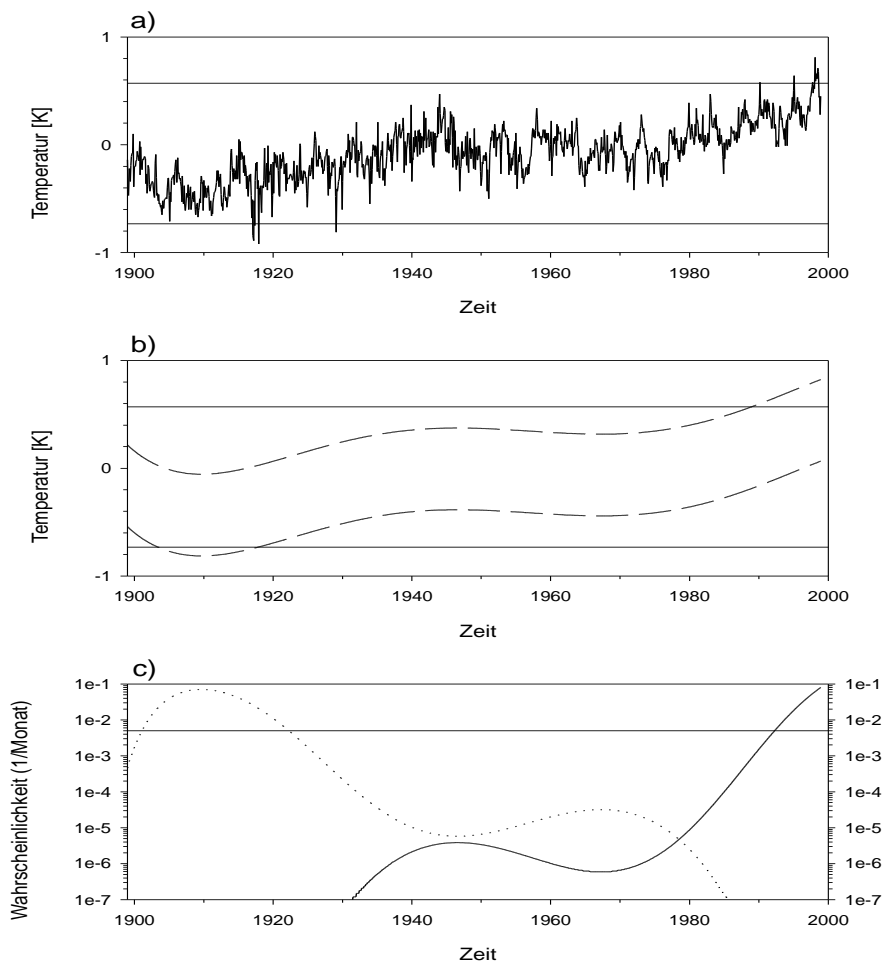 a)
1
0
-1
Temperatur [K]
1900 1920 1940 1960 1980 2000
Zeit
b)
1
0
-1
Temperatur [K]
1900 1920 1940 1960 1980 2000
Zeit
c)
1e-1 1e-1
1e-2 1e-2
1e-3 1e-3
1e-4 1e-4
1e-5 1e-5
1e-6 1e-6
1e-7 1e-7
Wahrscheinlichkeit (1/Monat)
1900 1920 1940 1960 1980 2000
Zeit